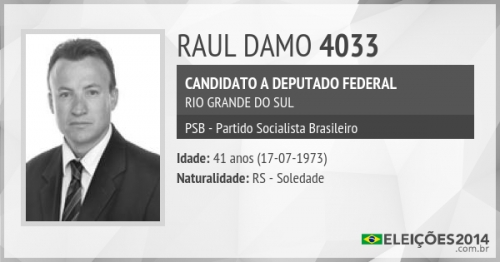 RAUL DAMO 4033
CANDIDATO A DEPUTADO FEDERAL
RIO GRANDE DO SUL
PSB - Partido Socialista Brasileiro
Idade: 41 anos (17-07-1973)
Naturalidade: RS - Soledade
ELEIÇÕES2014
.com.br